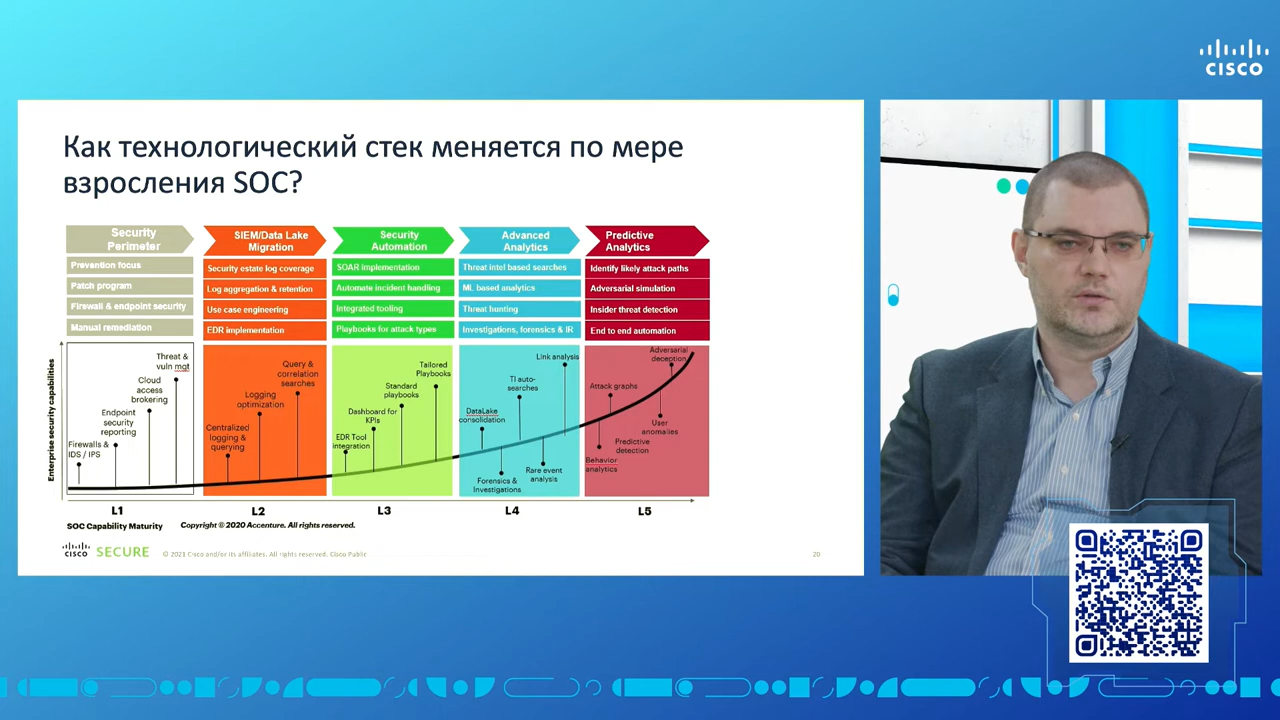 CISCO
Как технологический стек меняется по мере
взросления SOC?
Security
Perimeter
SIEM/Data Lake
Migration
Security
Automation
Advanced
Analytics
Predictive
Analytics
Prevention focus
Patch program
Firewall & endpoint security
Manual remediation
Security estate log coverage
Log aggregation & retention
Use case engineering
EDR implementation
SOAR implementation
Automate incident handling
Integrated tooling
Playbooks for attack types
Threat intel based searches
ML based analytics
Threat hunting
Investigations, forensics & IR
Identify likely attack paths
Adversarial simulation
Insider threat detection
End to end automation
Enterprise security capabilities
Firewalls &
IDS / IPS
Endpoint
security
reporting
Cloud
access
brokering
Threat &
vuln mgt
Centralized
logging &
querying
Logging
optimization
Query &
correlation
searches
EDR Tool
integration
Dashboard for
KPIs
Standard
playbooks
Tailored
Playbooks
DataLake
consolidation
Forensics &
Investigations
TI auto-
searches
Rare event
analysis
Link analysis
Behavior
analytics
Attack graphs
Predictive
detection
User
anomalies
Adversarial
deception
L1
L2
L3
L4
L5
SOC Capability Maturity
Copyright © 2020 Accenture. All rights reserved.
CISCO SECURE
© 2021 Cisco and/or its affiliates. All rights reserved. Cisco Public
20